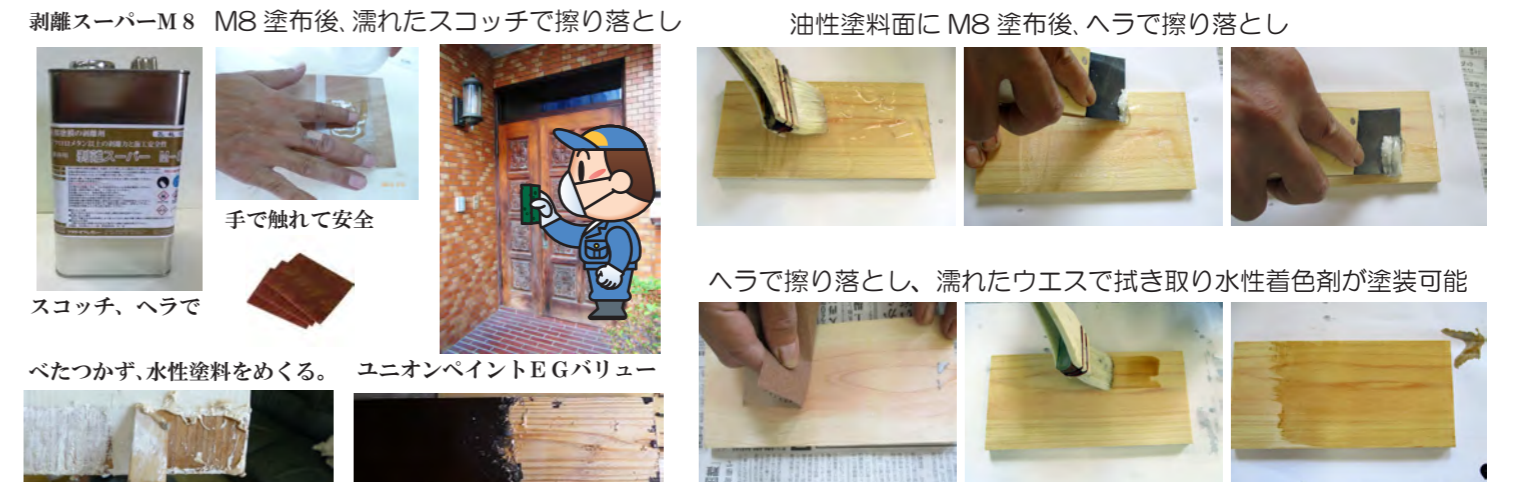 剥離スーパーM8
M8 塗布後、濡れたスコッチで擦り落とし
手で触れて安全
スコッチ、ヘラで
べたつかず、水性塗料をめくる。
ユニオンペイントEGバリュー
油性塗料面に M8 塗布後、ヘラで擦り落とし
ヘラで擦り落とし、濡れたウエスで拭き取り水性着色剤が塗装可能